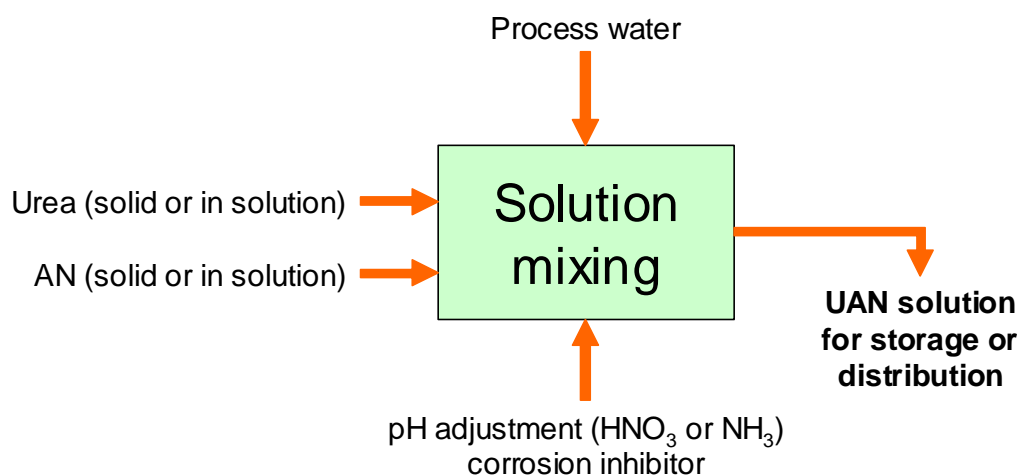 Process water
Urea (solid or in solution)
AN (solid or in solution)
Solution
mixing
UAN solution
for storage or
distribution
pH adjustment (HNO₃ or NH₃)
corrosion inhibitor